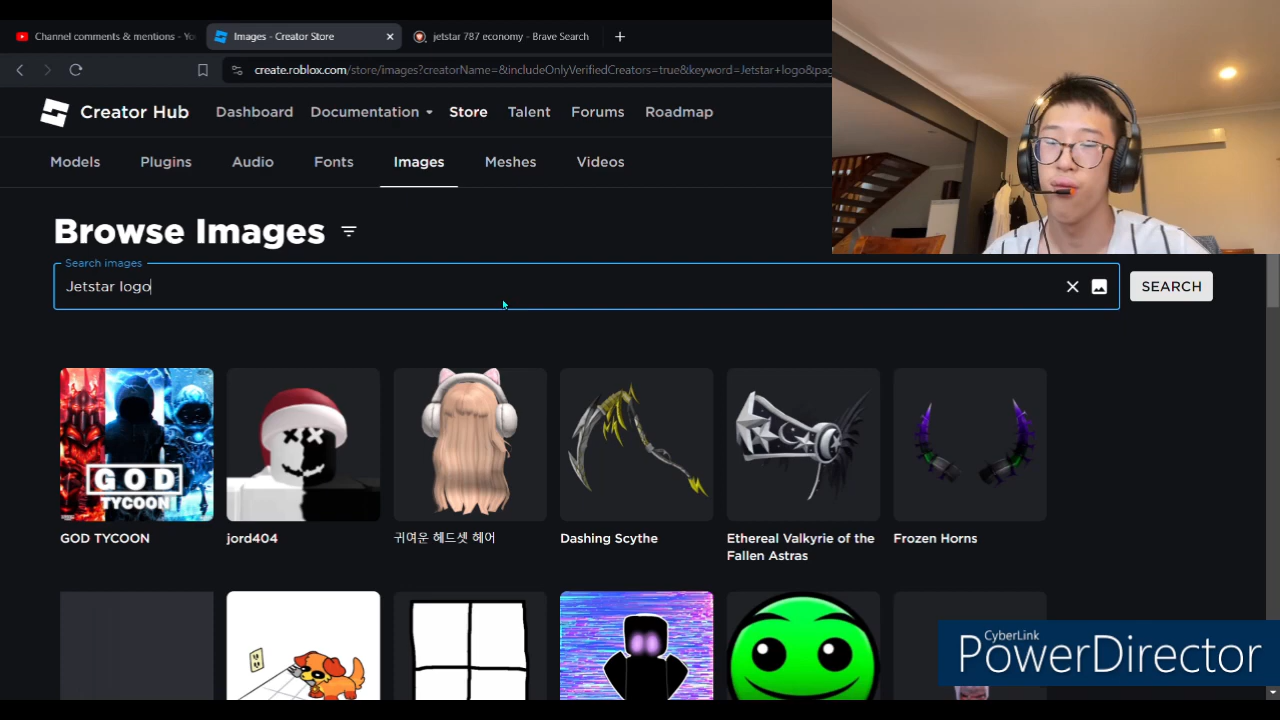 Channel comments & mentions - Yo
Images - Creator Store
jetstar 787 economy - Brave Search
create.roblox.com/store/images?creatorName=&includeOnlyVerifiedCreators=true&keyword=Jetstar+logo&pag
Creator Hub
Dashboard
Documentation
Store
Talent
Forums
Roadmap
Models
Plugins
Audio
Fonts
Images
Meshes
Videos
Browse Images
Search images
Jetstar logo
SEARCH
GOD
TYCOON
GOD TYCOON
jord404
귀여운 헤드셋 헤어
Dashing Scythe
Ethereal Valkyrie of the
Fallen Astras
Frozen Horns
CyberLink
PowerDirector